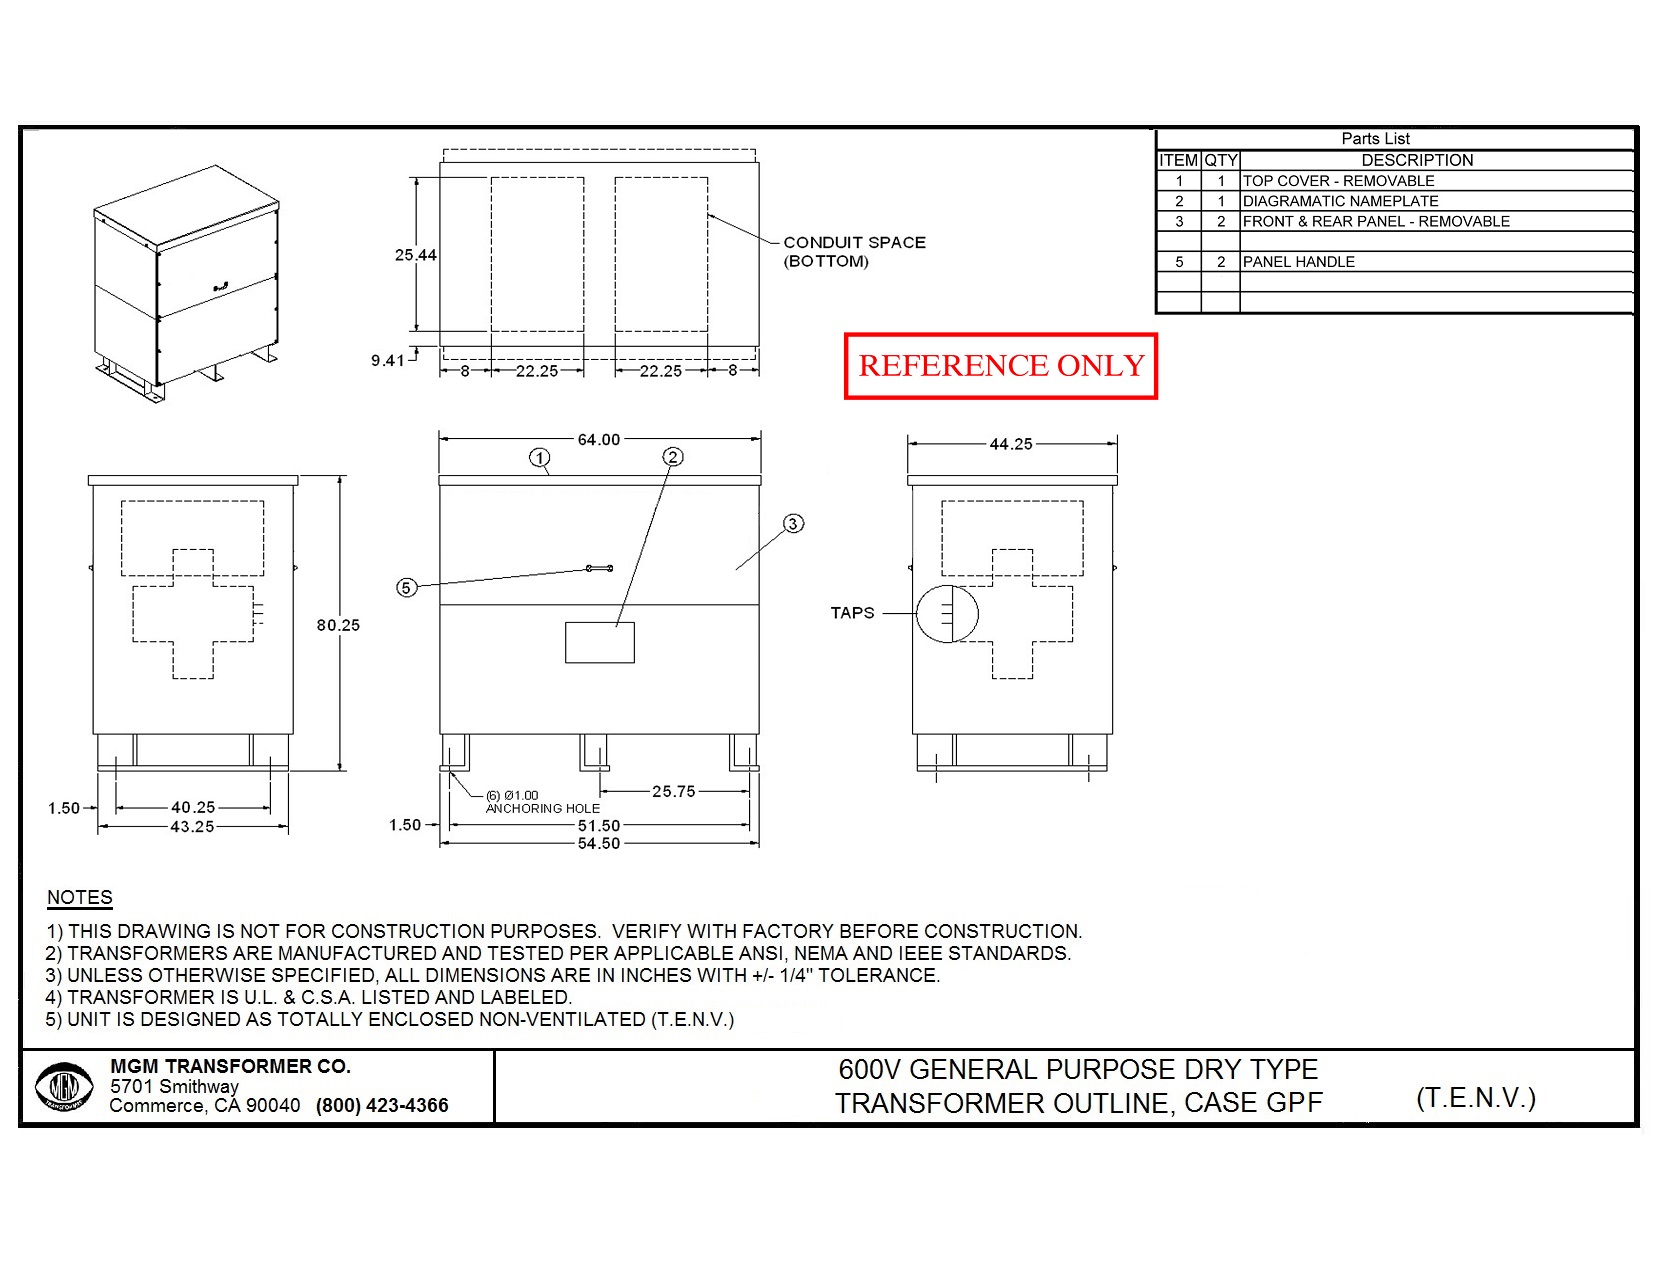 Parts List
ITEM QTY DESCRIPTION
1 1 TOP COVER - REMOVABLE
2 1 DIAGRAMATIC NAMEPLATE
3 2 FRONT & REAR PANEL - REMOVABLE
5 2 PANEL HANDLE
25.44
CONDUIT SPACE
(BOTTOM)
9.41
8 22.25 22.25 8
REFERENCE ONLY
64.00
44.25
1
2
3
5
80.25
TAPS
(6) Ø1.00
ANCHORING HOLE
25.75
1.50 40.25
43.25
1.50 51.50
54.50
NOTES
1) THIS DRAWING IS NOT FOR CONSTRUCTION PURPOSES. VERIFY WITH FACTORY BEFORE CONSTRUCTION.
2) TRANSFORMERS ARE MANUFACTURED AND TESTED PER APPLICABLE ANSI, NEMA AND IEEE STANDARDS.
3) UNLESS OTHERWISE SPECIFIED, ALL DIMENSIONS ARE IN INCHES WITH +/- 1/4" TOLERANCE.
4) TRANSFORMER IS U.L. & C.S.A. LISTED AND LABELED.
5) UNIT IS DESIGNED AS TOTALLY ENCLOSED NON-VENTILATED (T.E.N.V.)
MGM
MGM TRANSFORMER CO.
5701 Smithway
Commerce, CA 90040 (800) 423-4366
600V GENERAL PURPOSE DRY TYPE
TRANSFORMER OUTLINE, CASE GPF
(T.E.N.V.)